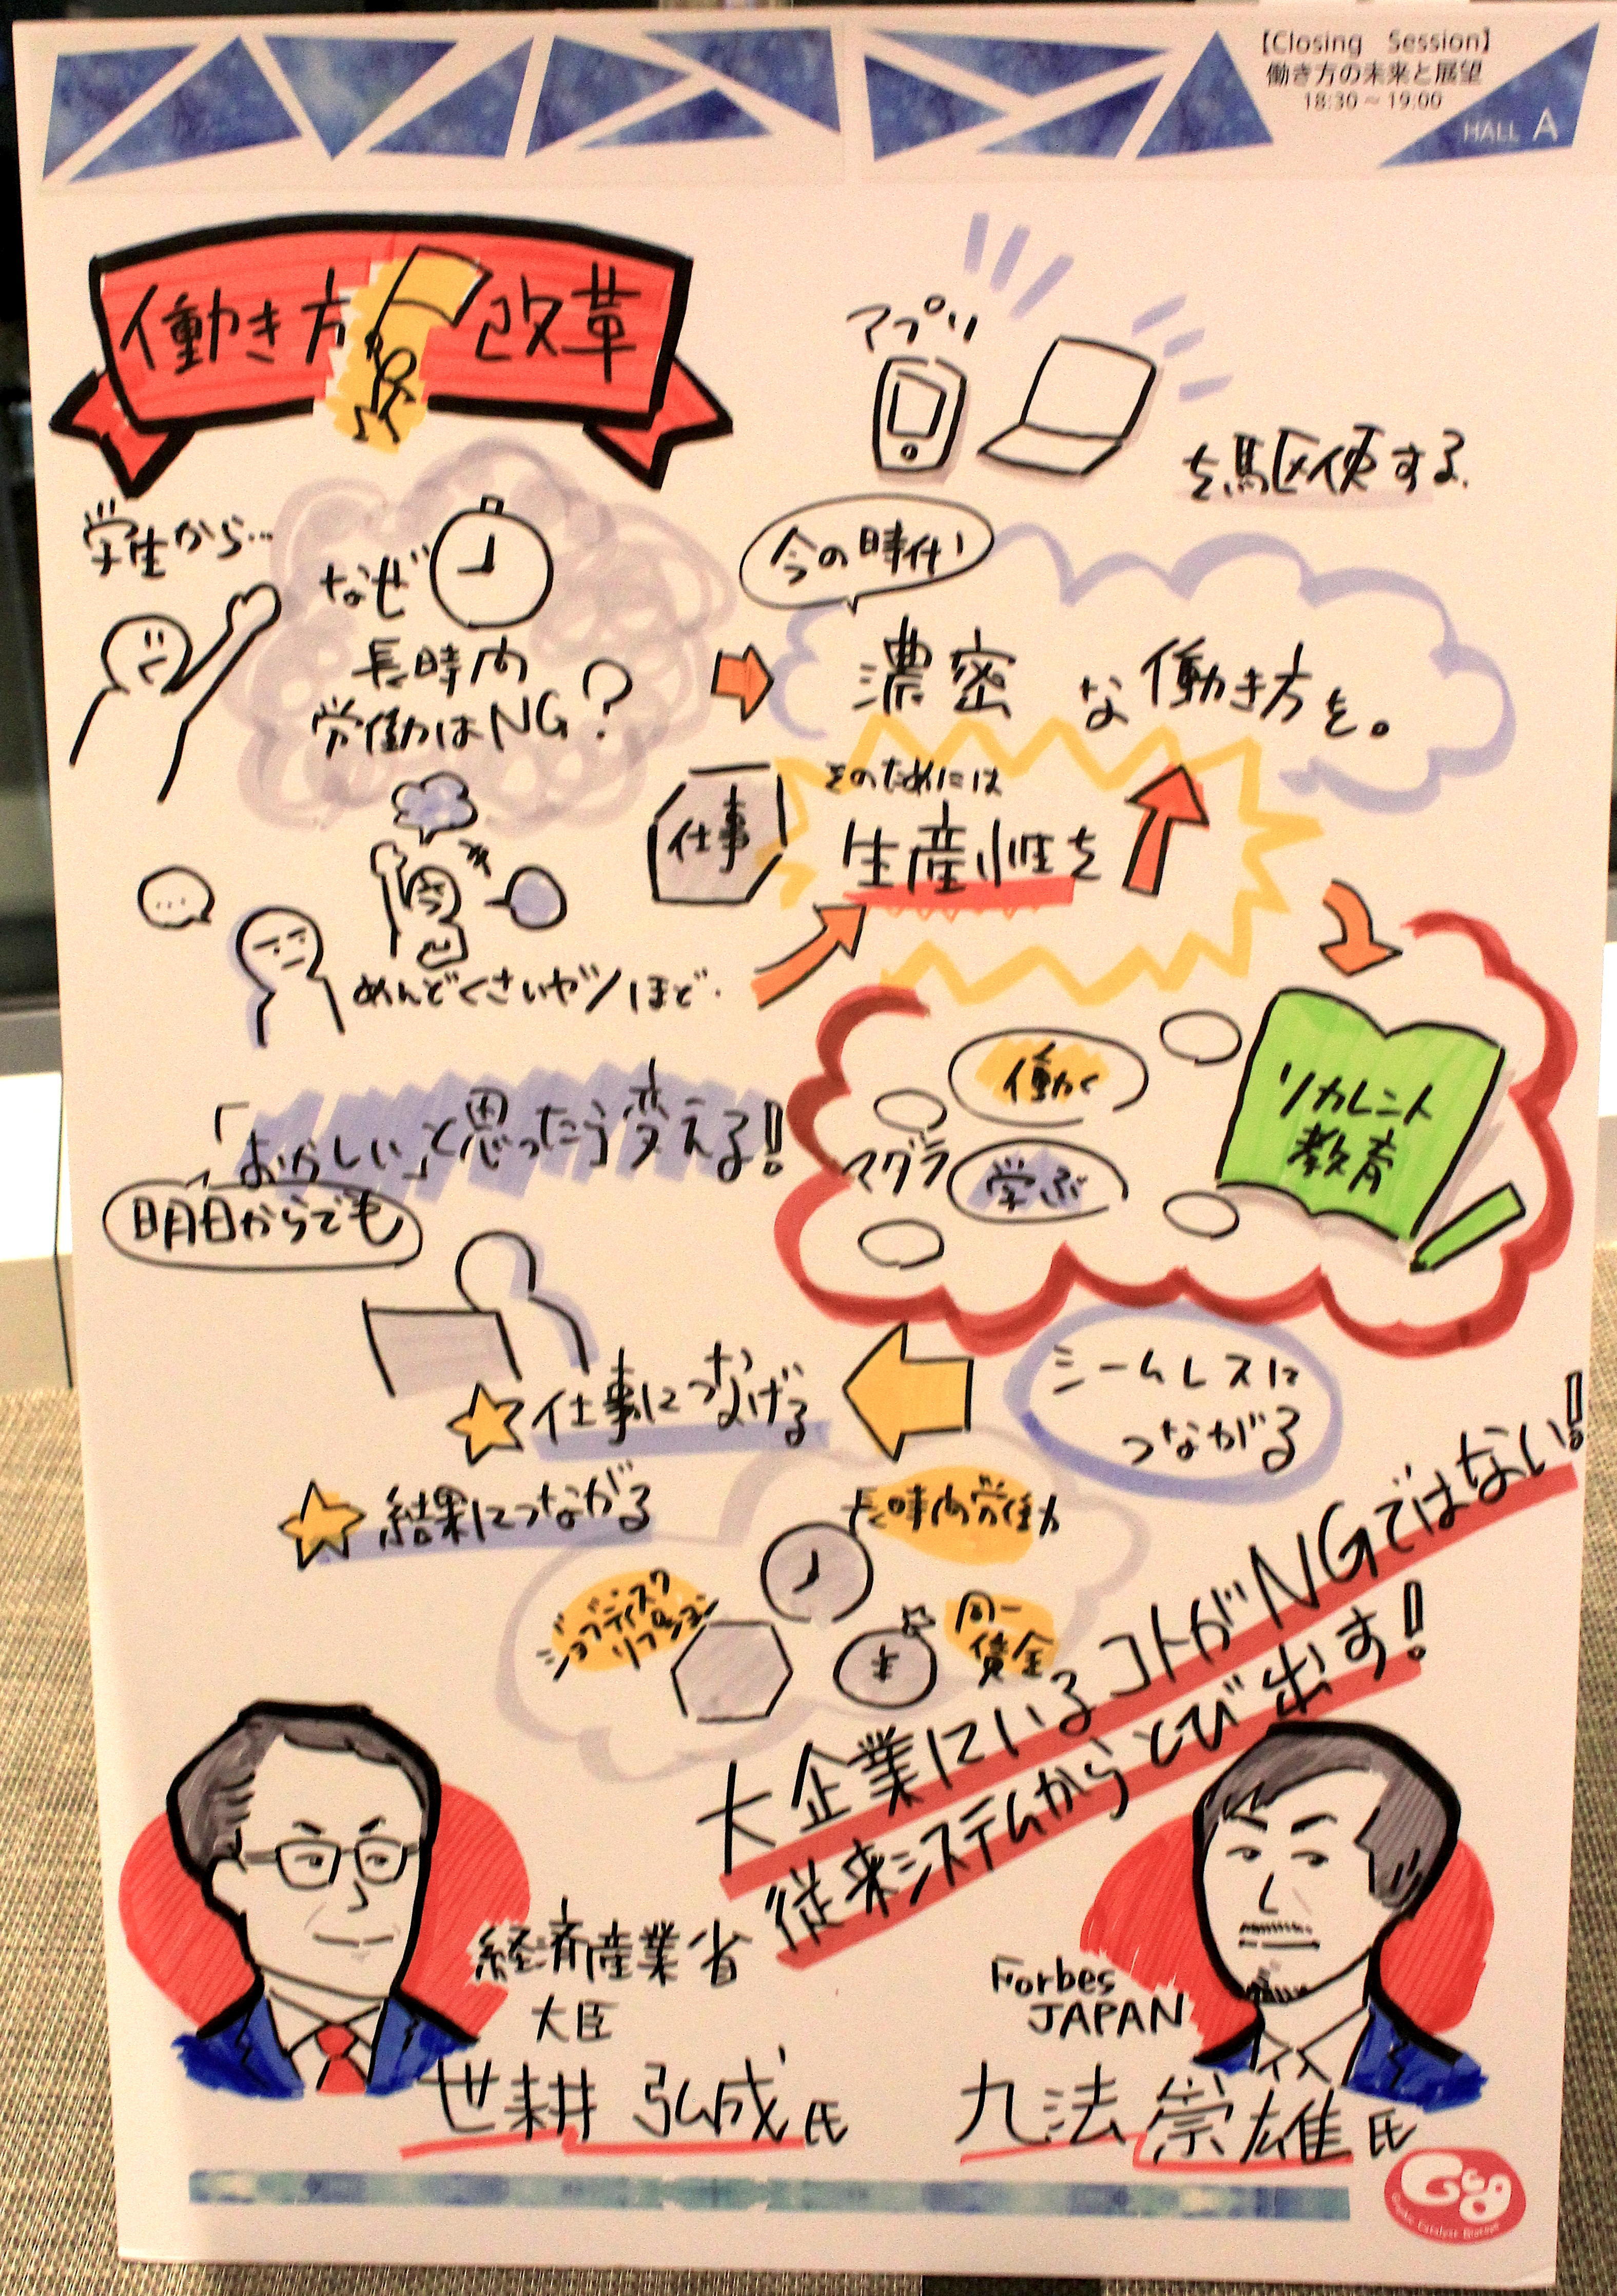 【Closing Session】
働き方の未来と展望
18:30～19:00
HALL A
働き方改革
アプリ
を駆使する
学生から…
なぜ
長時間
労働はNG?
今の時代
濃密な働き方を。
仕事
そのためには
生産性を
…
めんどくさいヤツほど
「おかしい」と思ったら変える!
明日からでも
働く
学ぶ
マグラ
リカレント
教育
シームレスに
つながる
仕事につなげる
結果につながる
長時間労働
ジョブディスク
リプション
同一
賃金
大企業にいるコトがNGではない!
従来システムからとび出す!
経済産業省
大臣
世耕 弘成氏
Forbes
JAPAN
九法 崇雄氏
Gcg